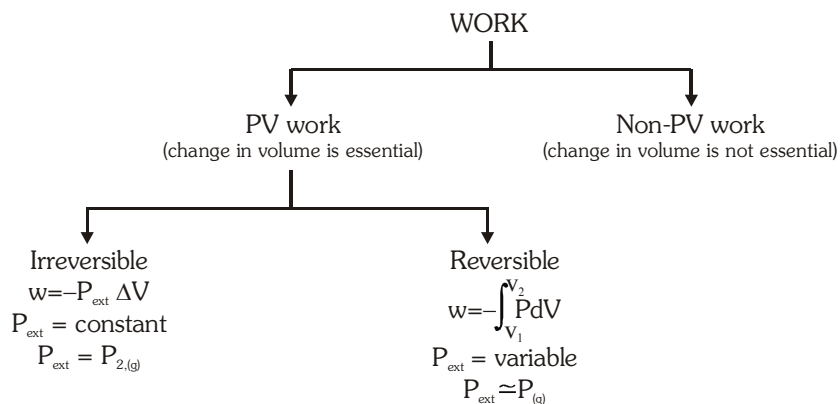 WORK
PV work
(change in volume is essential)
Non-PV work
(change in volume is not essential)
Irreversible
w=–P_ext ΔV
P_ext = constant
P_ext = P_2,(g)
Reversible
w=–∫_V₁^V₂ PdV
P_ext = variable
P_ext ≃ P_(g)